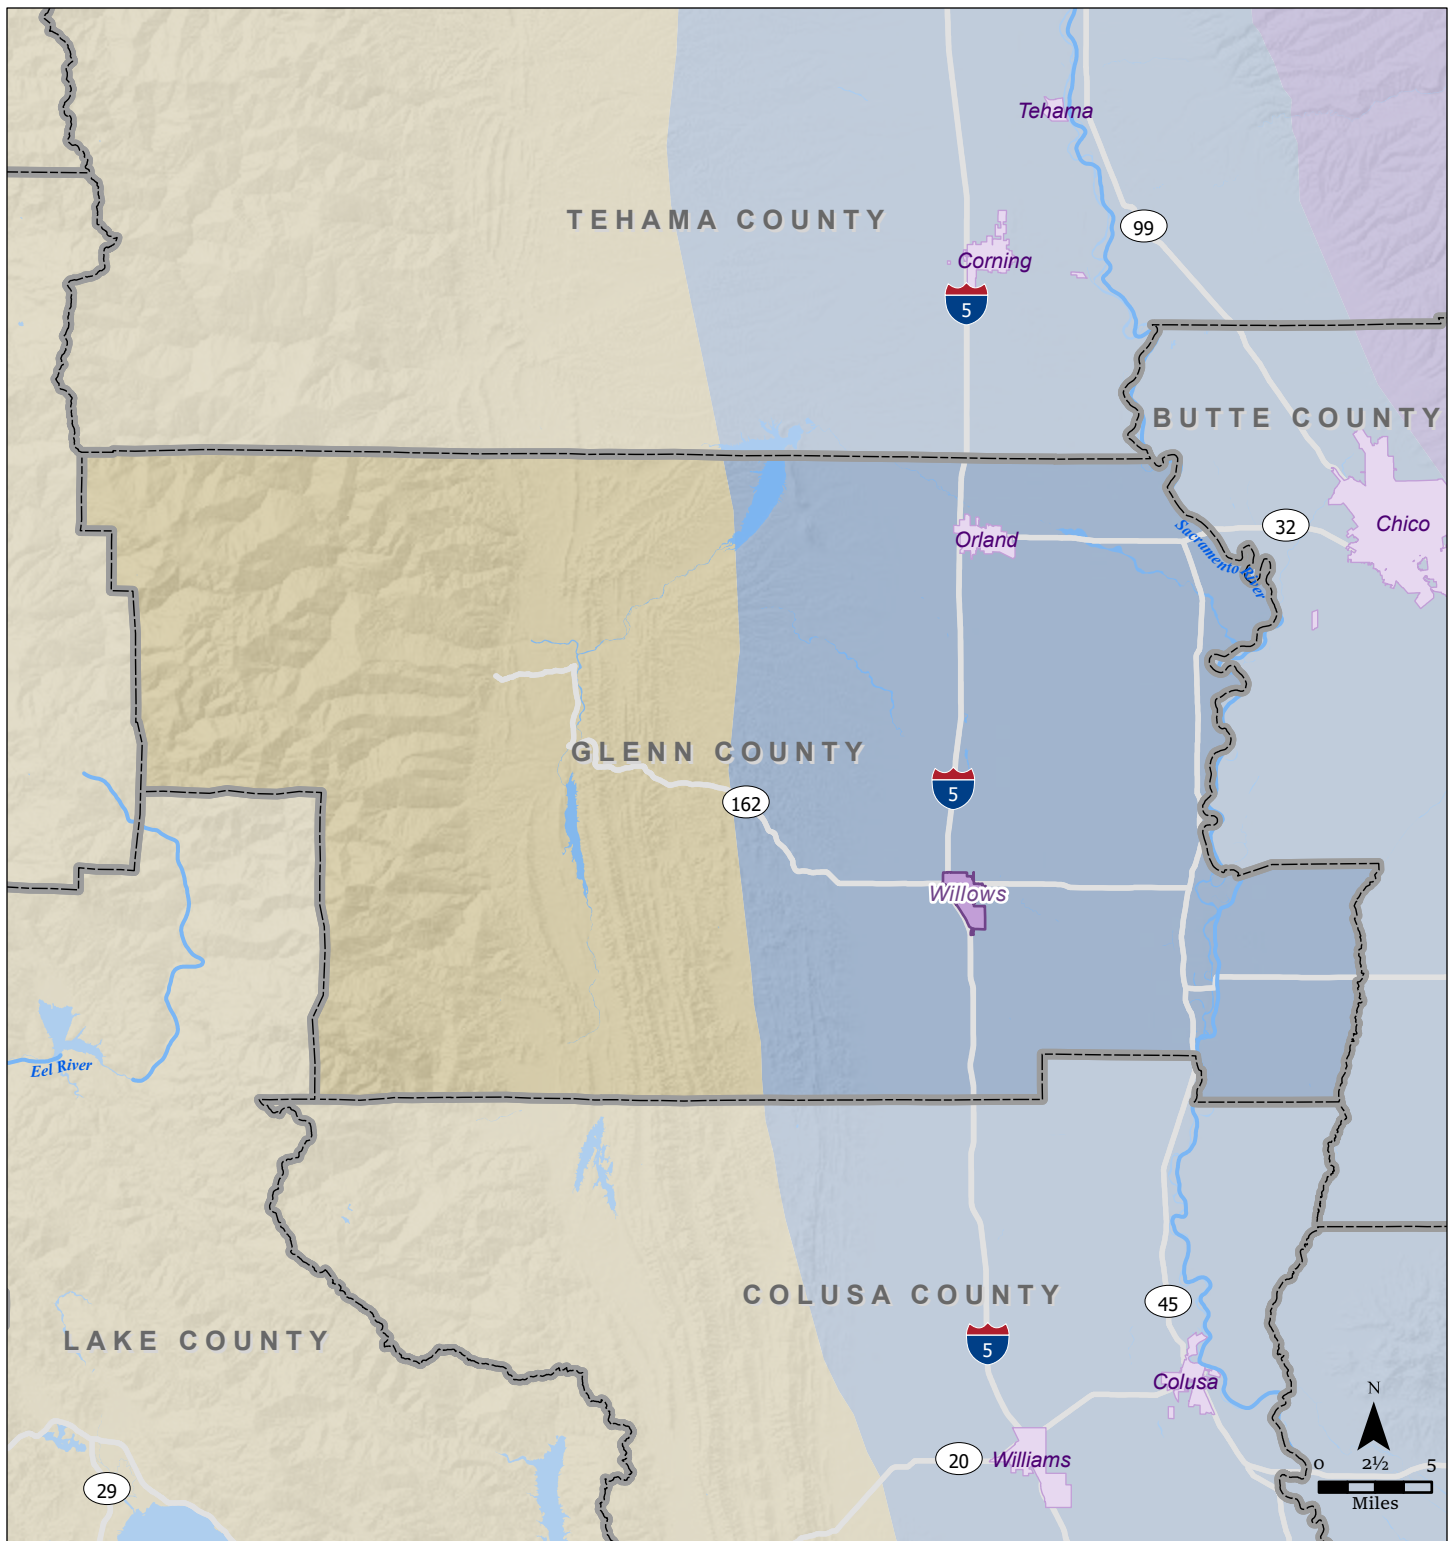 Tehama
TEHAMA COUNTY
99
Corning
5
BUTTE COUNTY
Chico
32
Orland
Sacramento River
GLENN COUNTY
5
162
Willows
Eel River
COLUSA COUNTY
45
LAKE COUNTY
5
Colusa
N
Williams
20
0 2½ 5
Miles
29